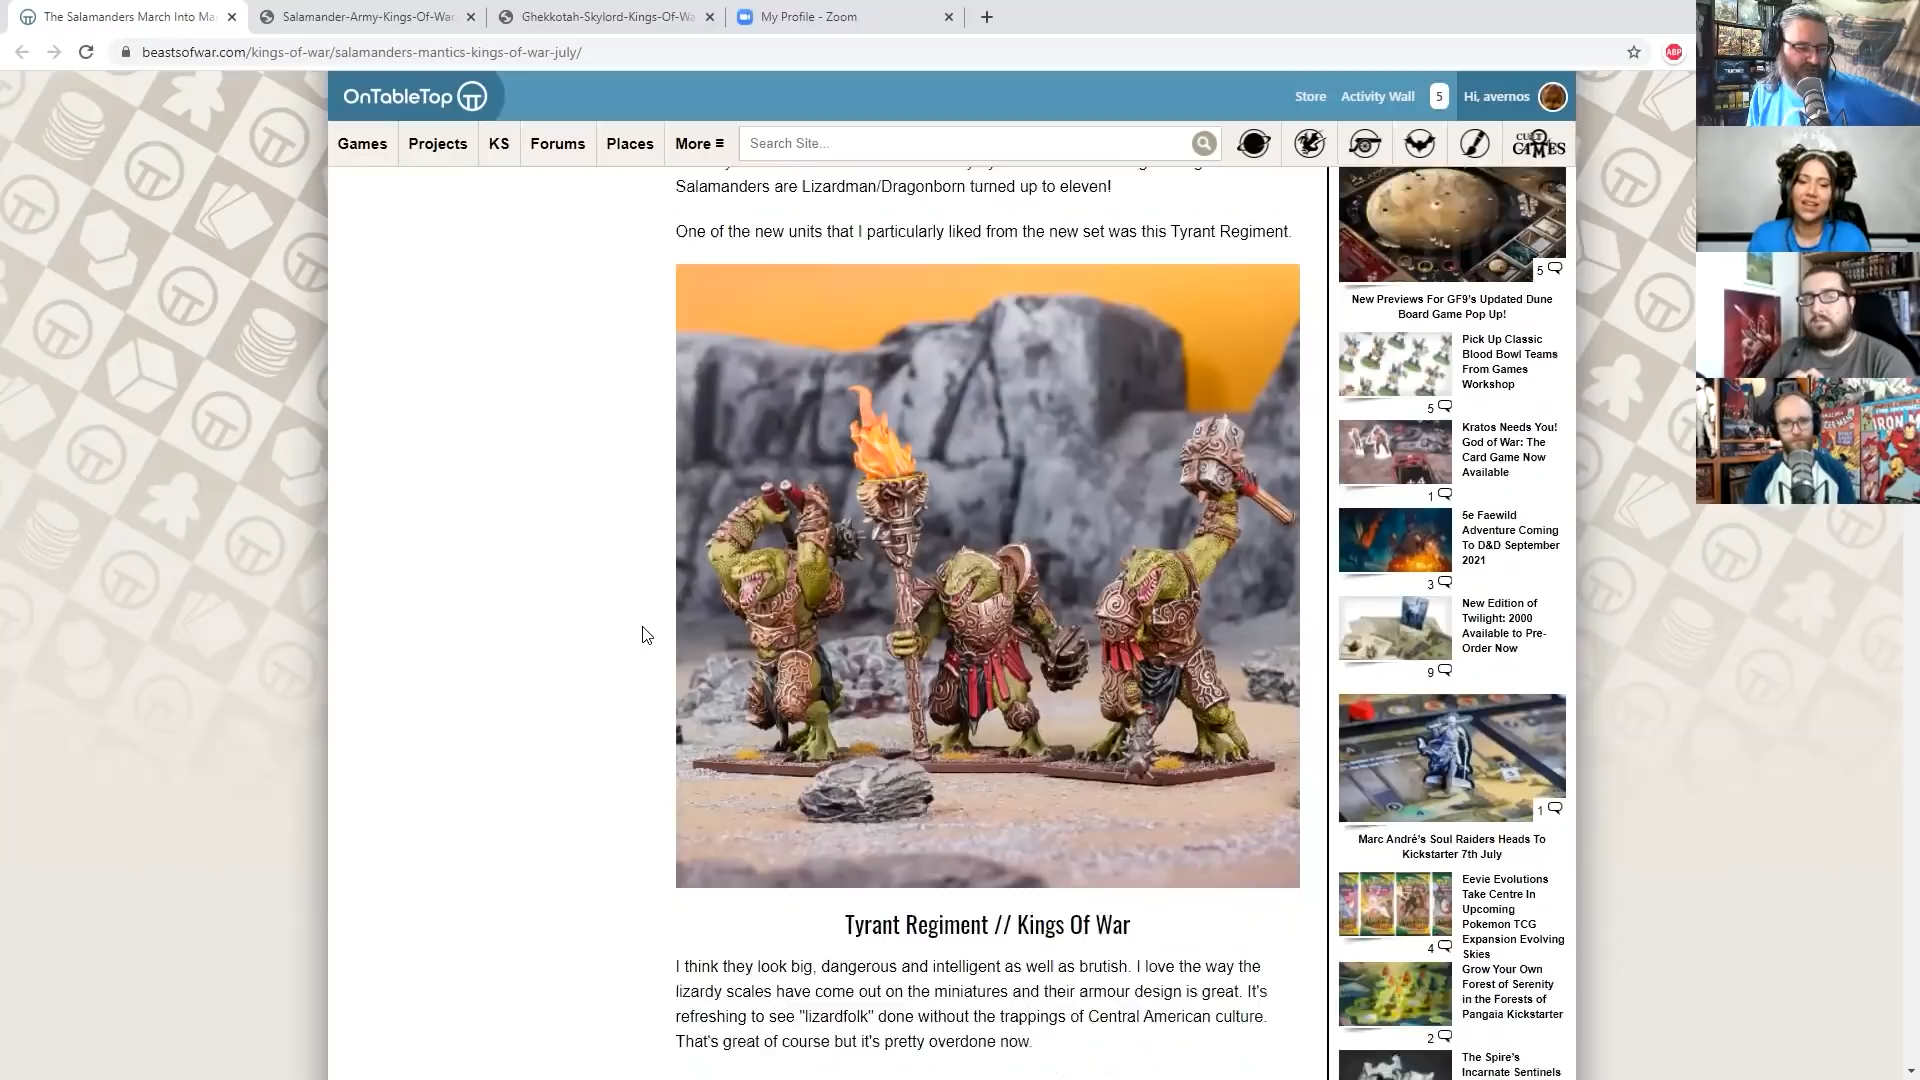 The Salamanders March Into Ma
Salamander-Army-Kings-Of-War
Ghekkotah-Skylord-Kings-Of-Wa
My Profile - Zoom
beastsofwar.com/kings-of-war/salamanders-mantics-kings-of-war-july/
ABP
OnTableTop
Store
Activity Wall
5
Hi, avernos
Games
Projects
KS
Forums
Places
More ≡
Search Site...
CULT OF GAMES
Salamanders are Lizardman/Dragonborn turned up to eleven!
One of the new units that I particularly liked from the new set was this Tyrant Regiment.
Tyrant Regiment // Kings Of War
I think they look big, dangerous and intelligent as well as brutish. I love the way the
lizardy scales have come out on the miniatures and their armour design is great. It's
refreshing to see "lizardfolk" done without the trappings of Central American culture.
That's great of course but it's pretty overdone now.
5
New Previews For GF9's Updated Dune
Board Game Pop Up!
Pick Up Classic
Blood Bowl Teams
From Games
Workshop
5
Kratos Needs You!
God of War: The
Card Game Now
Available
1
5e Faewild
Adventure Coming
To D&D September
2021
3
New Edition of
Twilight: 2000
Available to Pre-
Order Now
9
1
Marc André's Soul Raiders Heads To
Kickstarter 7th July
Eevie Evolutions
Take Centre In
Upcoming
Pokemon TCG
Expansion Evolving
Skies
4
Grow Your Own
Forest of Serenity
in the Forests of
Pangaia Kickstarter
2
The Spire's
Incarnate Sentinels
IRON M